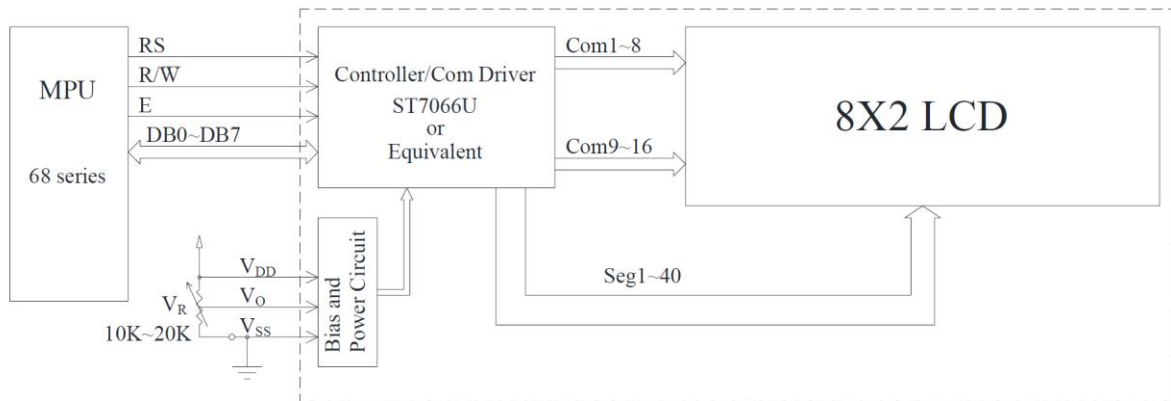 MPU
68 series
RS
R/W
E
DB0~DB7
Controller/Com Driver
ST7066U
or
Equivalent
Com1~8
Com9~16
8X2 LCD
Seg1~40
Bias and
Power Circuit
VDD
VO
VSS
VR
10K~20K